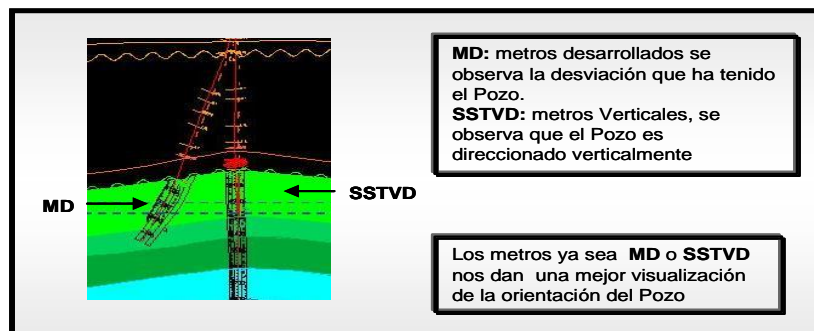 MD
SSTVD
MD: metros desarrollados se
observa la desviación que ha tenido
el Pozo.
SSTVD: metros Verticales, se
observa que el Pozo es
direccionado verticalmente
Los metros ya sea MD o SSTVD
nos dan una mejor visualización
de la orientación del Pozo